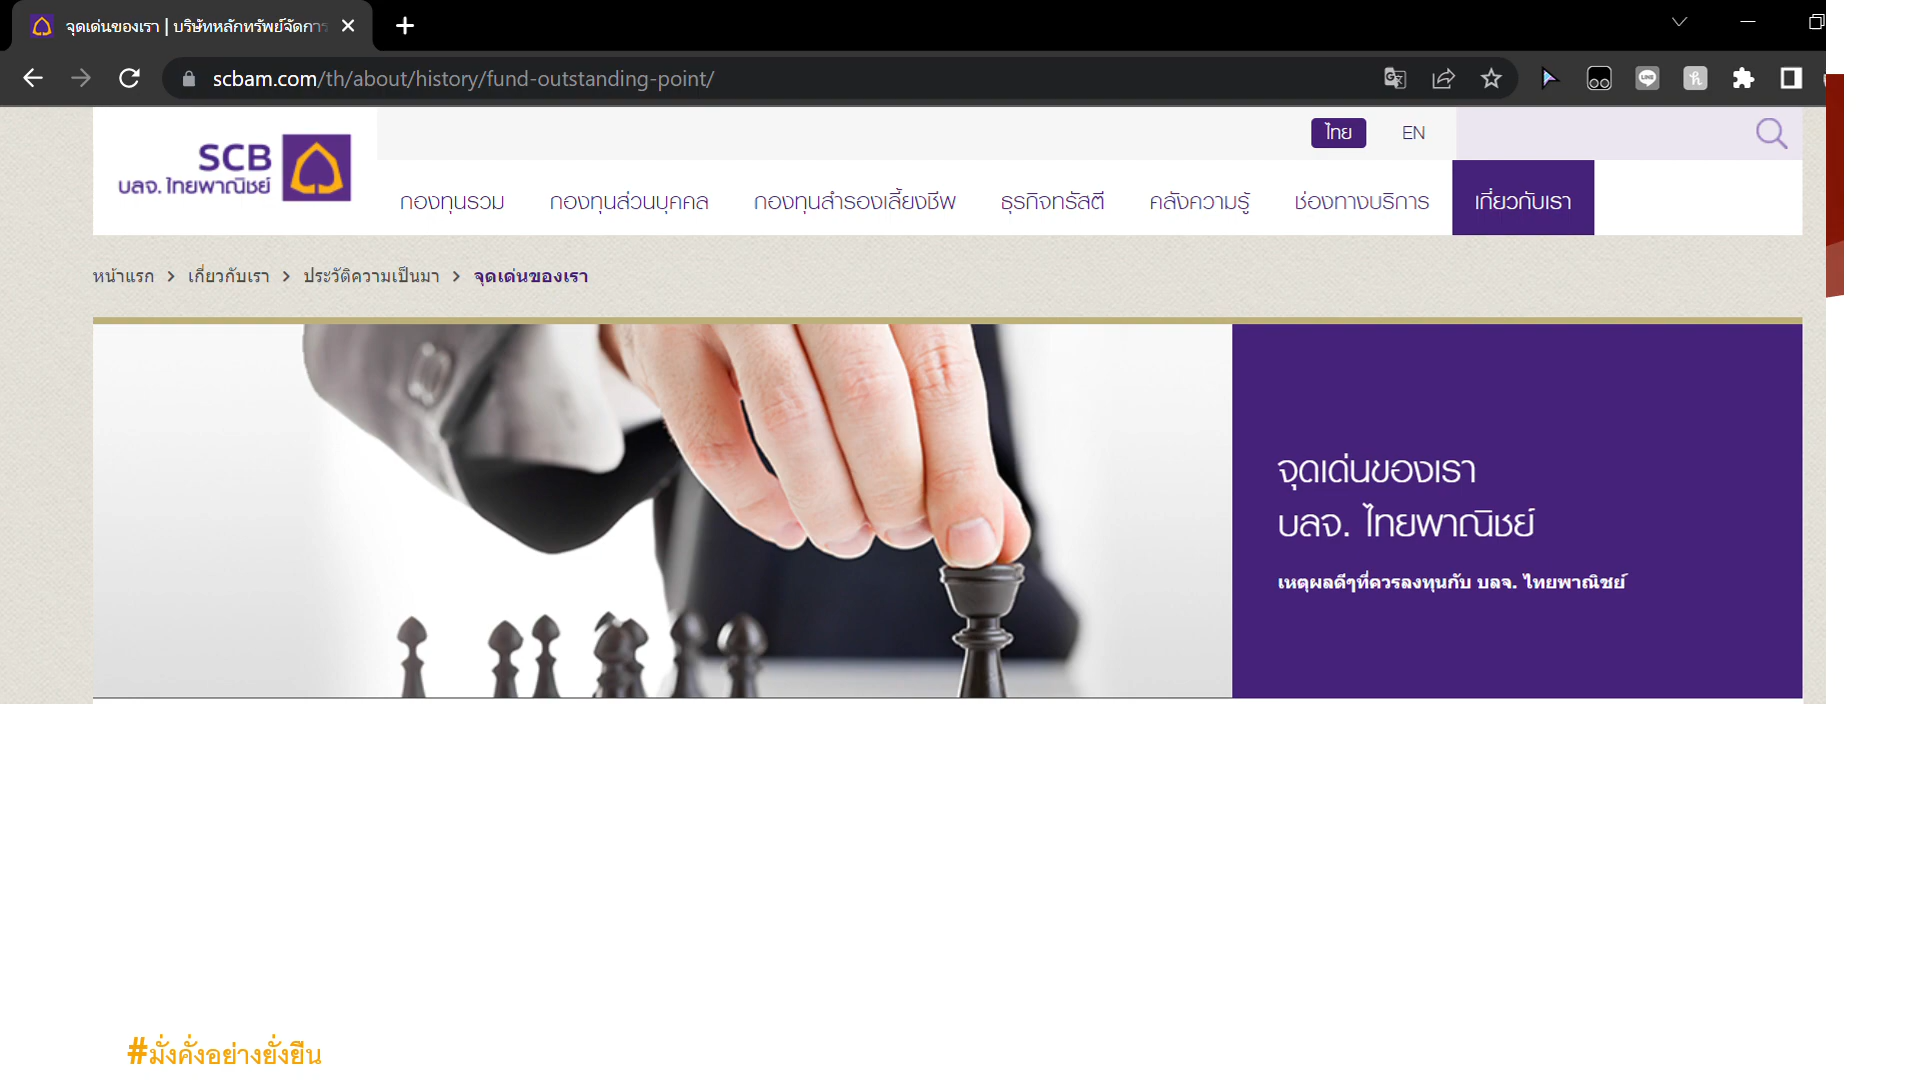 จุดเด่นของเรา | บริษัทหลักทรัพย์จัดการ
scbam.com/th/about/history/fund-outstanding-point/
SCB
บลจ. ไทยพาณิชย์
ไทย EN
กองทุนรวม กองทุนส่วนบุคคล กองทุนสำรองเลี้ยงชีพ ธุรกิจทรัสตี คลังความรู้ ช่องทางบริการ เกี่ยวกับเรา
หน้าแรก > เกี่ยวกับเรา > ประวัติความเป็นมา > จุดเด่นของเรา
จุดเด่นของเรา
บลจ. ไทยพาณิชย์
เหตุผลดีๆที่ควรลงทุนกับ บลจ. ไทยพาณิชย์
#มั่งคั่งอย่างยั่งยืน